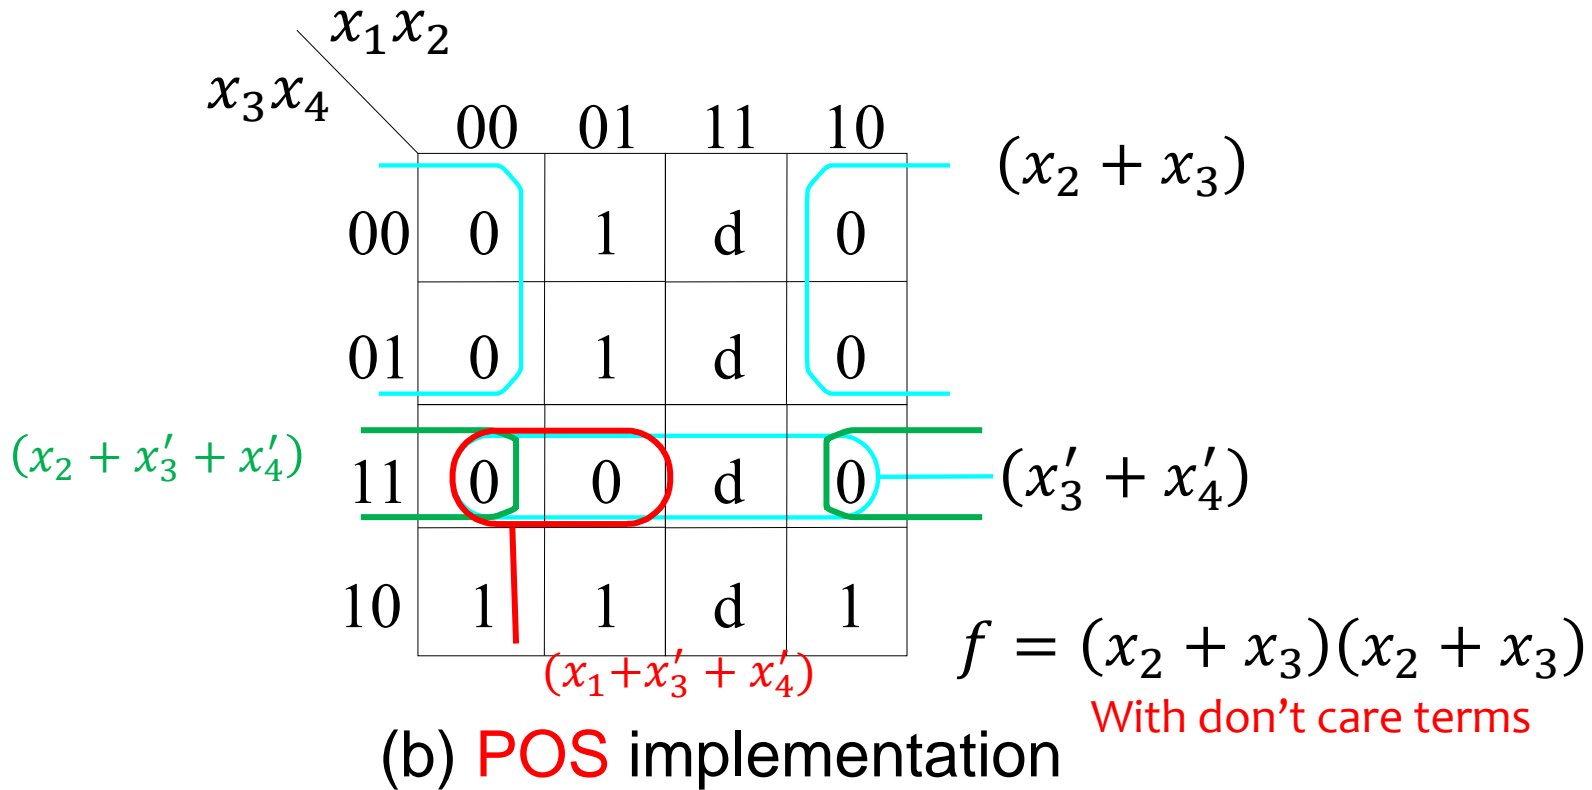 x₁x₂
x₃x₄
00 01 11 10
(x₂ + x₃)
00 0 1 d 0
01 0 1 d 0
(x₂ + x₃′ + x₄′)
11 0 0 d 0
(x₃′ + x₄′)
10 1 1 d 1
f = (x₂ + x₃)(x₂ + x₃)
(x₁+x₃′ + x₄′)
With don’t care terms
(b) POS implementation